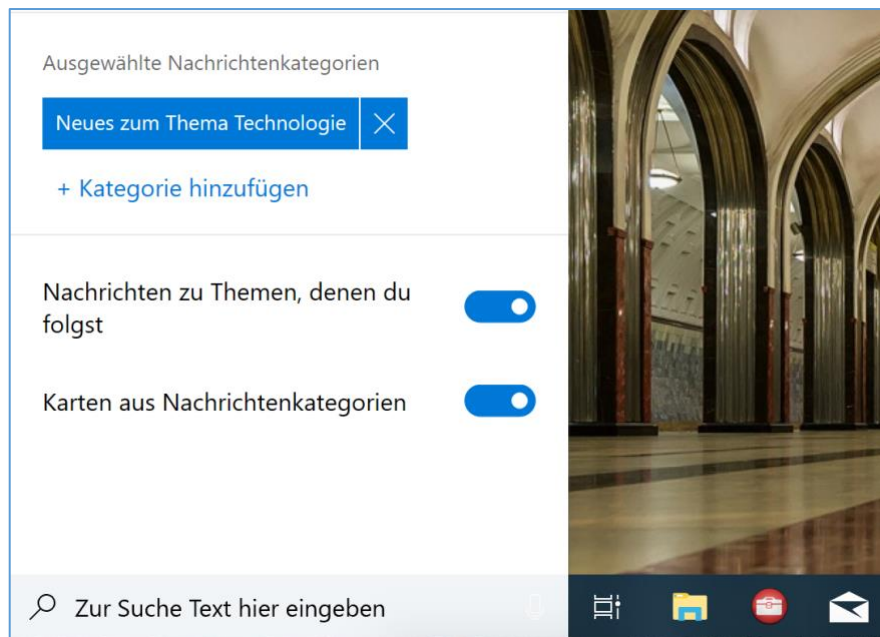 Ausgewählte Nachrichtenkategorien
Neues zum Thema Technologie
+ Kategorie hinzufügen
Nachrichten zu Themen, denen du
folgst
Karten aus Nachrichtenkategorien
Zur Suche Text hier eingeben